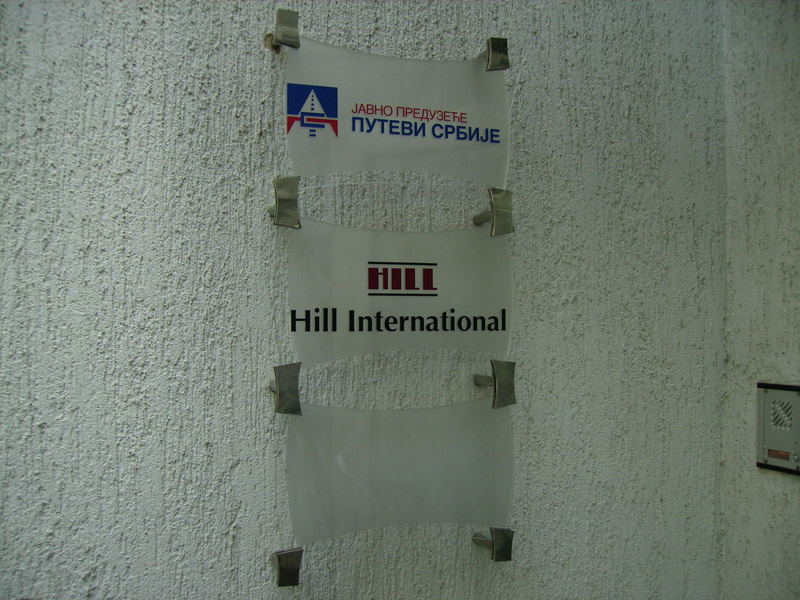 ЈАВНО ПРЕДУЗЕЋЕ
ПУТЕВИ СРБИЈЕ
HILL
Hill International